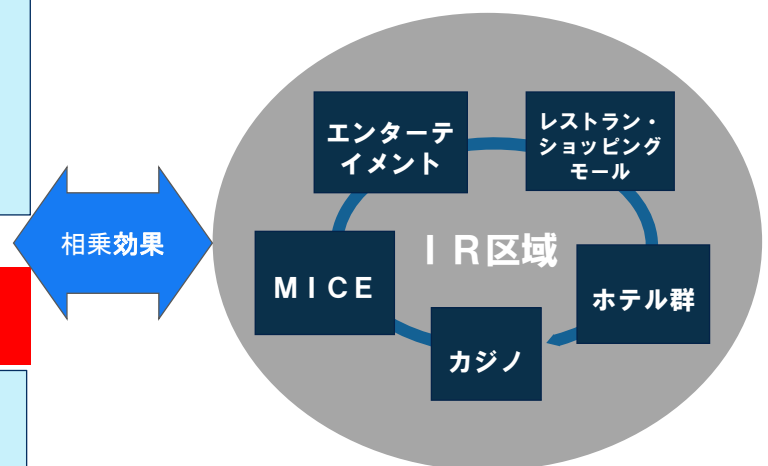 エンターテ
イメント
レストラン・
ショッピング
モール
相乗効果
ＩＲ区域
ＭＩＣＥ
ホテル群
カジノ